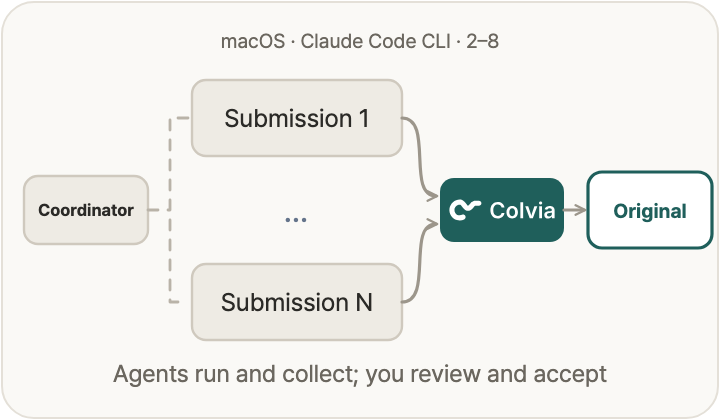 macOS · Claude Code CLI · 2–8
Submission 1
Coordinator
...
Colvia
Original
Submission N
Agents run and collect; you review and accept